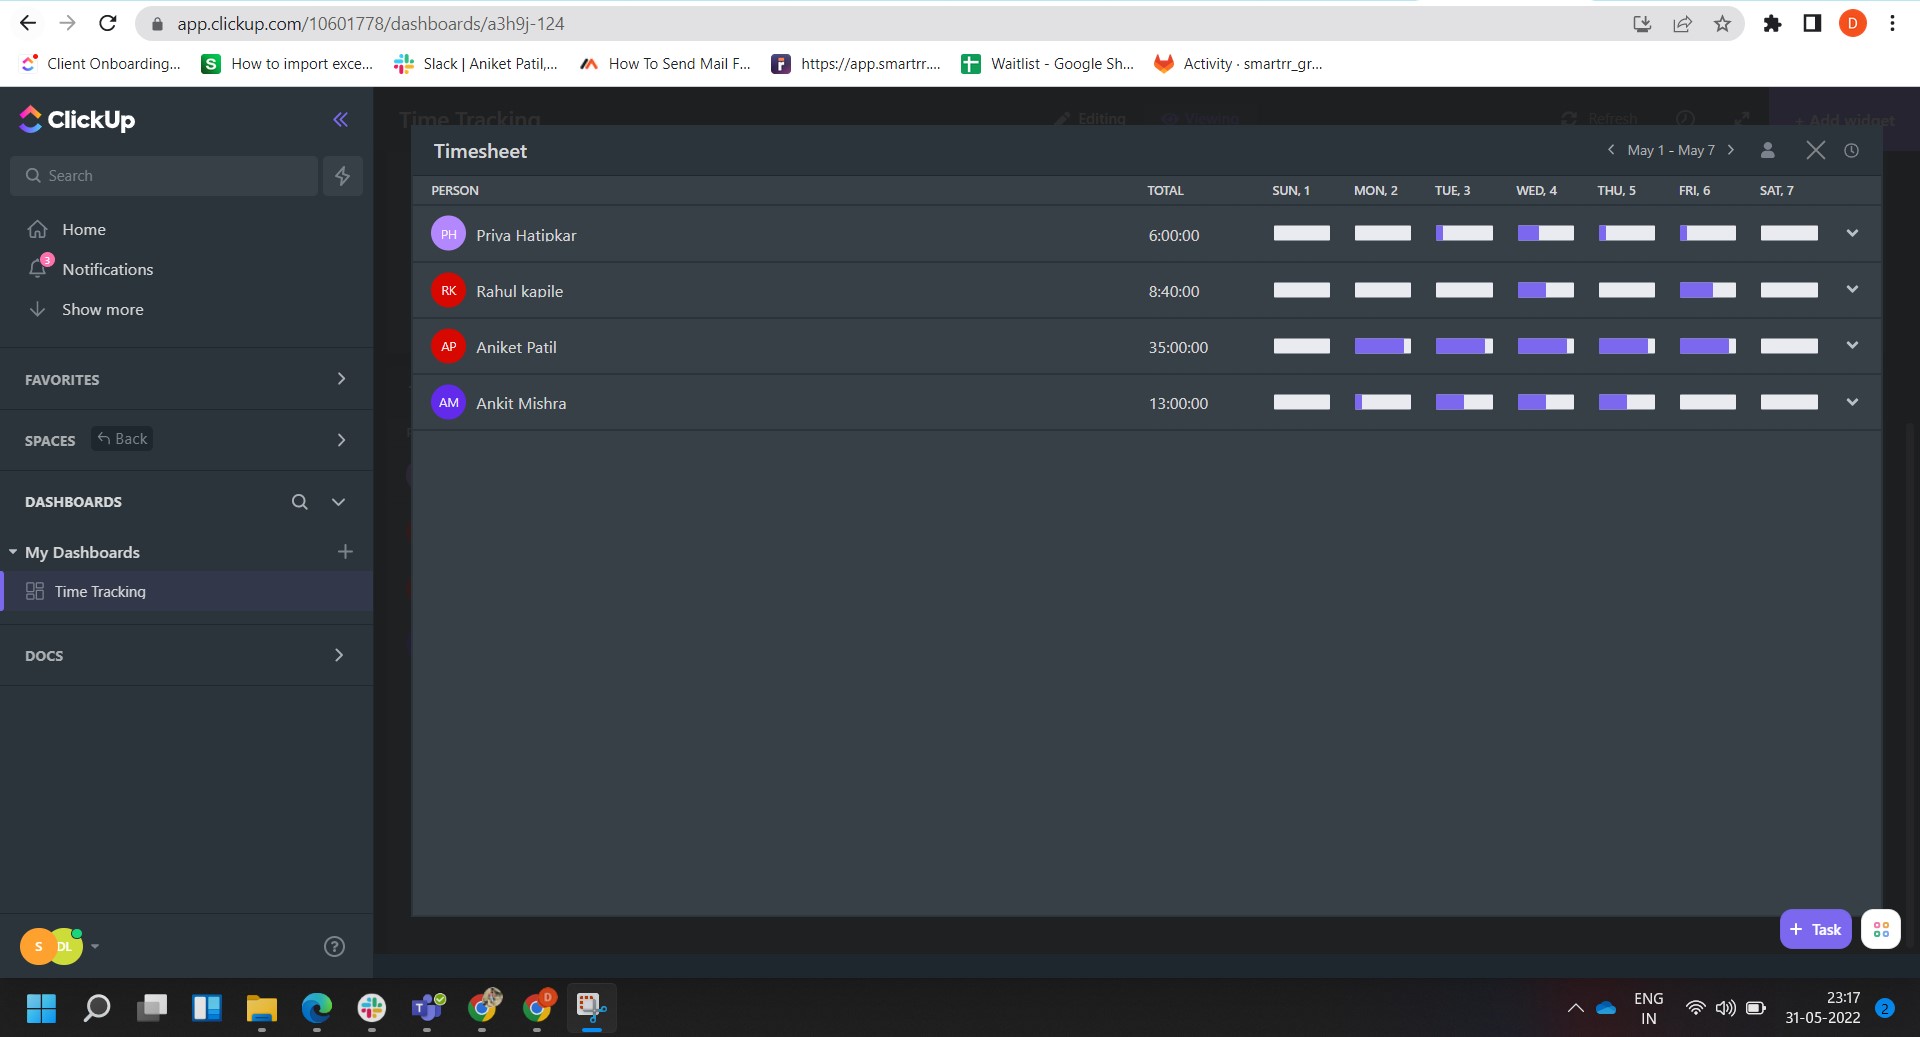 app.clickup.com/10601778/dashboards/a3h9j-124
D
Client Onboarding...
S How to import exce...
Slack | Aniket Patil,...
How To Send Mail F...
https://app.smartrr....
Waitlist - Google Sh...
Activity · smartrr_gr...
ClickUp
Search
Home
3
Notifications
Show more
FAVORITES
SPACES Back
DASHBOARDS
My Dashboards
Time Tracking
DOCS
S DL
Time Tracking
Editing
Viewing
Refresh
+ Add widget
Timesheet
May 1 - May 7
PERSON TOTAL SUN, 1 MON, 2 TUE, 3 WED, 4 THU, 5 FRI, 6 SAT, 7
PH Priya Hatipkar 6:00:00
RK Rahul kapile 8:40:00
AP Aniket Patil 35:00:00
AM Ankit Mishra 13:00:00
+ Task
D
ENG
IN
23:17
31-05-2022
2